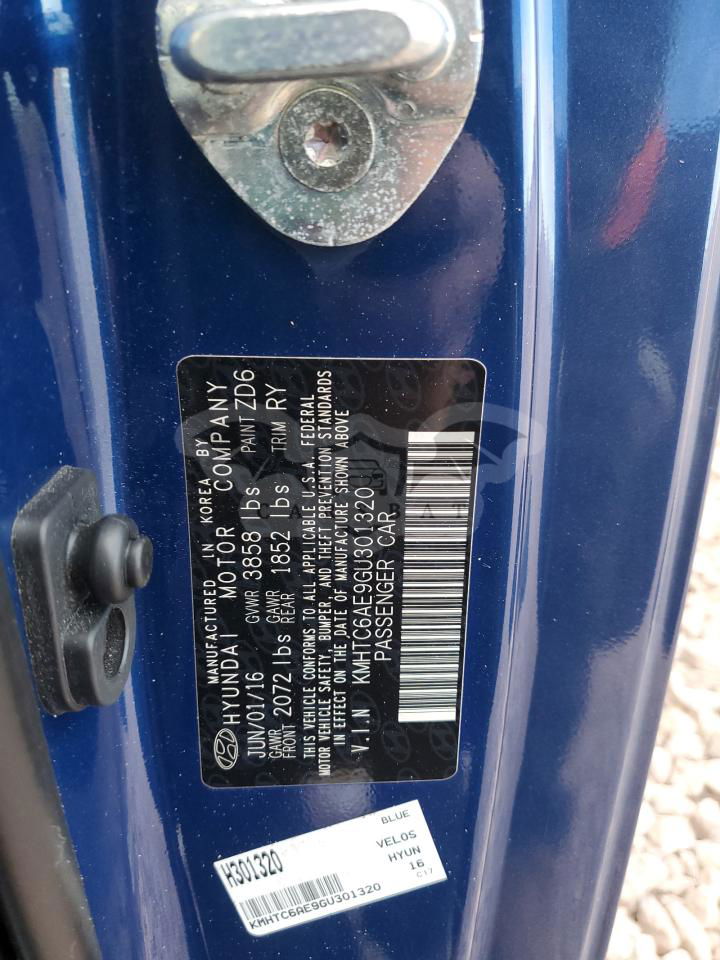 MANUFACTURED IN KOREA BY
HYUNDAI MOTOR COMPANY
JUN/01/16 GVWR 3858 lbs PAINT ZD6
GAWR FRONT 2072 lbs GAWR REAR 1852 lbs TRIM RY
THIS VEHICLE CONFORMS TO ALL APPLICABLE U.S.A. FEDERAL
MOTOR VEHICLE SAFETY, BUMPER, AND THEFT PREVENTION STANDARDS
IN EFFECT ON THE DATE OF MANUFACTURE SHOWN ABOVE
V.I.N KMHTC6AE9GU301320
PASSENGER CAR
H301320
BLUE
VELOS
HYUN
16
C17
KMHTC6AE9GU301320